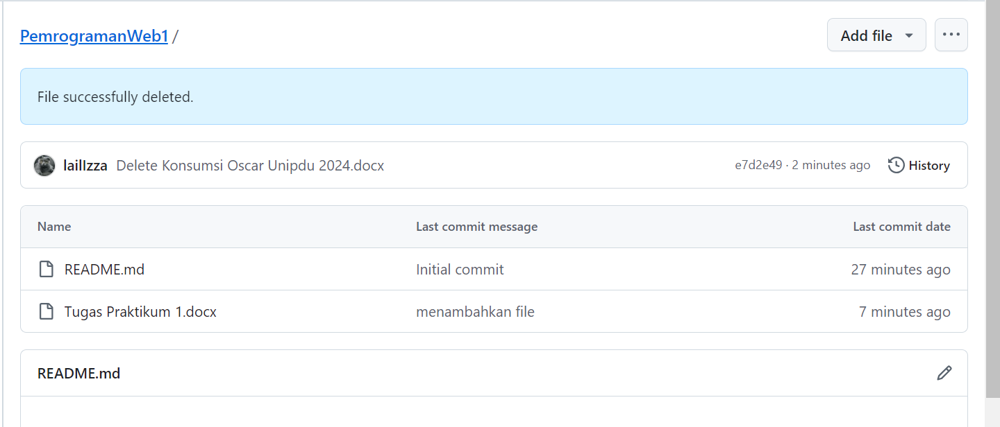 PemrogramanWeb1 /
Add file
File successfully deleted.
lailIzza Delete Konsumsi Oscar Unipdu 2024.docx e7d2e49 · 2 minutes ago History
Name Last commit message Last commit date
README.md Initial commit 27 minutes ago
Tugas Praktikum 1.docx menambahkan file 7 minutes ago
README.md